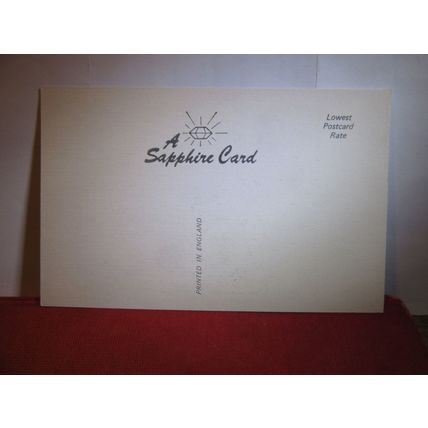 A
Sapphire Card
Lowest
Postcard
Rate
PRINTED IN ENGLAND